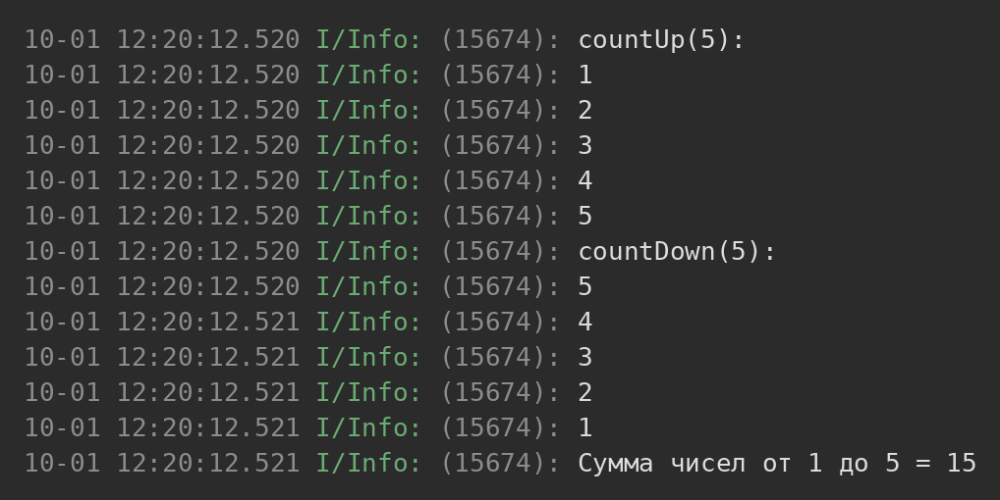 10-01 12:20:12.520 I/Info: (15674): countUp(5):
10-01 12:20:12.520 I/Info: (15674): 1
10-01 12:20:12.520 I/Info: (15674): 2
10-01 12:20:12.520 I/Info: (15674): 3
10-01 12:20:12.520 I/Info: (15674): 4
10-01 12:20:12.520 I/Info: (15674): 5
10-01 12:20:12.520 I/Info: (15674): countDown(5):
10-01 12:20:12.520 I/Info: (15674): 5
10-01 12:20:12.521 I/Info: (15674): 4
10-01 12:20:12.521 I/Info: (15674): 3
10-01 12:20:12.521 I/Info: (15674): 2
10-01 12:20:12.521 I/Info: (15674): 1
10-01 12:20:12.521 I/Info: (15674): Сумма чисел от 1 до 5 = 15